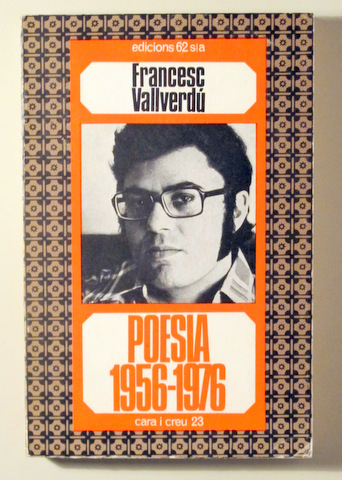 edicions 62 s|a
Francesc
Vallverdú
POESIA
1956-1976
cara i creu 23